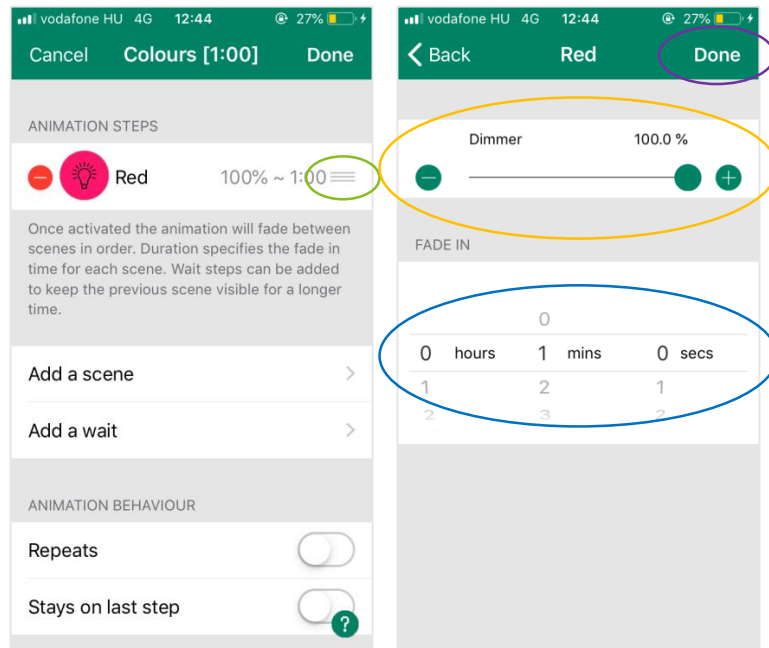 vodafone HU 4G 12:44 27%
Cancel Colours [1:00] Done
ANIMATION STEPS
Red 100% ~ 1:00
Once activated the animation will fade between
scenes in order. Duration specifies the fade in
time for each scene. Wait steps can be added
to keep the previous scene visible for a longer
time.
Add a scene
Add a wait
ANIMATION BEHAVIOUR
Repeats
Stays on last step
?
vodafone HU 4G 12:44 27%
Back Red Done
Dimmer 100.0 %
FADE IN
0
0 hours 1 mins 0 secs
1 2 1
2 3 2